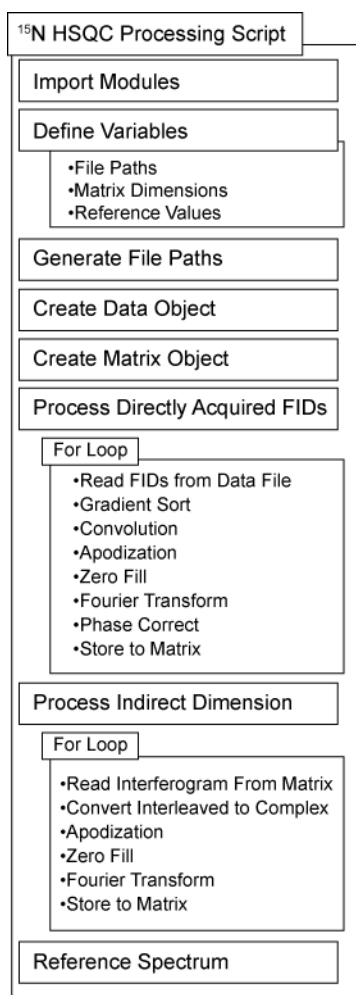 ¹⁵N HSQC Processing Script
Import Modules
Define Variables
•File Paths
•Matrix Dimensions
•Reference Values
Generate File Paths
Create Data Object
Create Matrix Object
Process Directly Acquired FIDs
For Loop
•Read FIDs from Data File
•Gradient Sort
•Convolution
•Apodization
•Zero Fill
•Fourier Transform
•Phase Correct
•Store to Matrix
Process Indirect Dimension
For Loop
•Read Interferogram From Matrix
•Convert Interleaved to Complex
•Apodization
•Zero Fill
•Fourier Transform
•Store to Matrix
Reference Spectrum